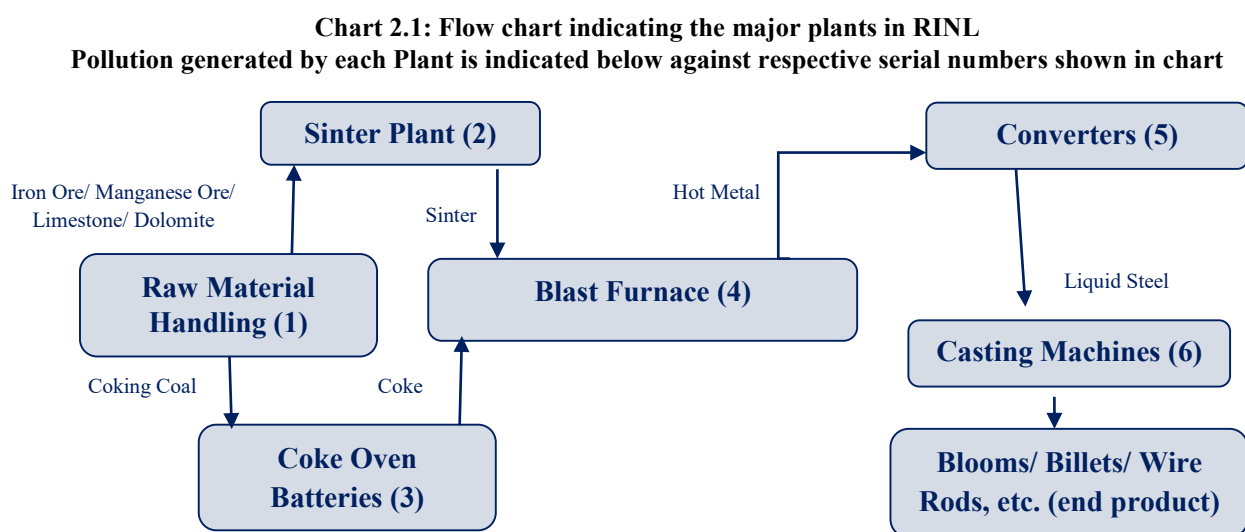 Chart 2.1: Flow chart indicating the major plants in RINL
Pollution generated by each Plant is indicated below against respective serial numbers shown in chart
Sinter Plant (2)
Converters (5)
Iron Ore/ Manganese Ore/
Limestone/ Dolomite
Sinter
Hot Metal
Raw Material
Handling (1)
Blast Furnace (4)
Liquid Steel
Casting Machines (6)
Coking Coal
Coke
Coke Oven
Batteries (3)
Blooms/ Billets/ Wire
Rods, etc. (end product)